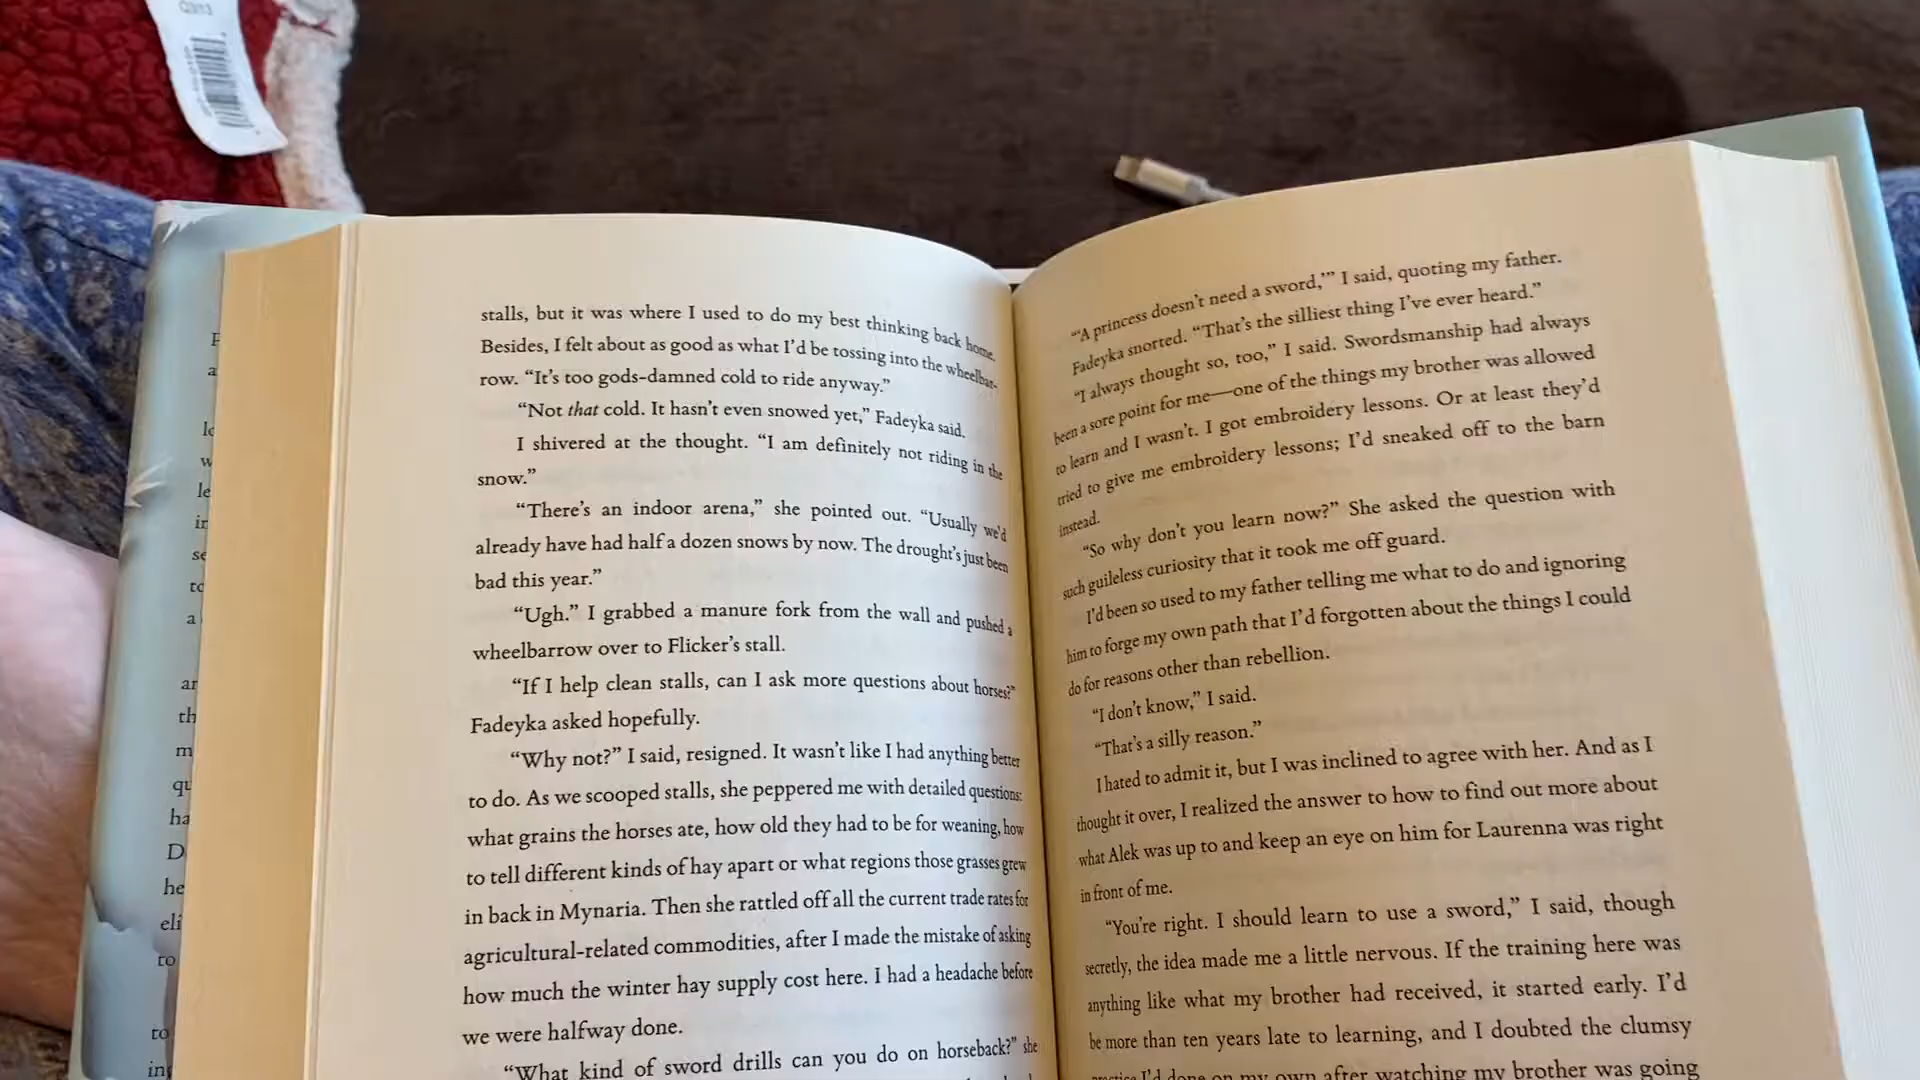 Q313
stalls, but it was where I used to do my best thinking back home.
Besides, I felt about as good as what I'd be tossing into the wheelbar-
row. “It's too gods-damned cold to ride anyway.”
“Not that cold. It hasn't even snowed yet,” Fadeyka said.
I shivered at the thought. “I am definitely not riding in the
snow.”
“There's an indoor arena,” she pointed out. “Usually we'd
already have had half a dozen snows by now. The drought's just been
bad this year.”
“Ugh.” I grabbed a manure fork from the wall and pushed a
wheelbarrow over to Flicker's stall.
“If I help clean stalls, can I ask more questions about horses?”
Fadeyka asked hopefully.
“Why not?” I said, resigned. It wasn't like I had anything better
to do. As we scooped stalls, she peppered me with detailed questions:
what grains the horses ate, how old they had to be for weaning, how
to tell different kinds of hay apart or what regions those grasses grew
in back in Mynaria. Then she rattled off all the current trade rates for
agricultural-related commodities, after I made the mistake of asking
how much the winter hay supply cost here. I had a headache before
we were halfway done.
“What kind of sword drills can you do on horseback?” she
“‘A princess doesn't need a sword,’” I said, quoting my father.
Fadeyka snorted. “That's the silliest thing I've ever heard.”
“I always thought so, too,” I said. Swordsmanship had always
been a sore point for me—one of the things my brother was allowed
to learn and I wasn't. I got embroidery lessons. Or at least they'd
tried to give me embroidery lessons; I'd sneaked off to the barn
instead.
“So why don't you learn now?” She asked the question with
such guileless curiosity that it took me off guard.
I'd been so used to my father telling me what to do and ignoring
him to forge my own path that I'd forgotten about the things I could
do for reasons other than rebellion.
“I don't know,” I said.
“That's a silly reason.”
I hated to admit it, but I was inclined to agree with her. And as I
thought it over, I realized the answer to how to find out more about
what Alek was up to and keep an eye on him for Laurenna was right
in front of me.
“You're right. I should learn to use a sword,” I said, though
secretly, the idea made me a little nervous. If the training here was
anything like what my brother had received, it started early. I'd
be more than ten years late to learning, and I doubted the clumsy
practice I'd done on my own after watching my brother was going